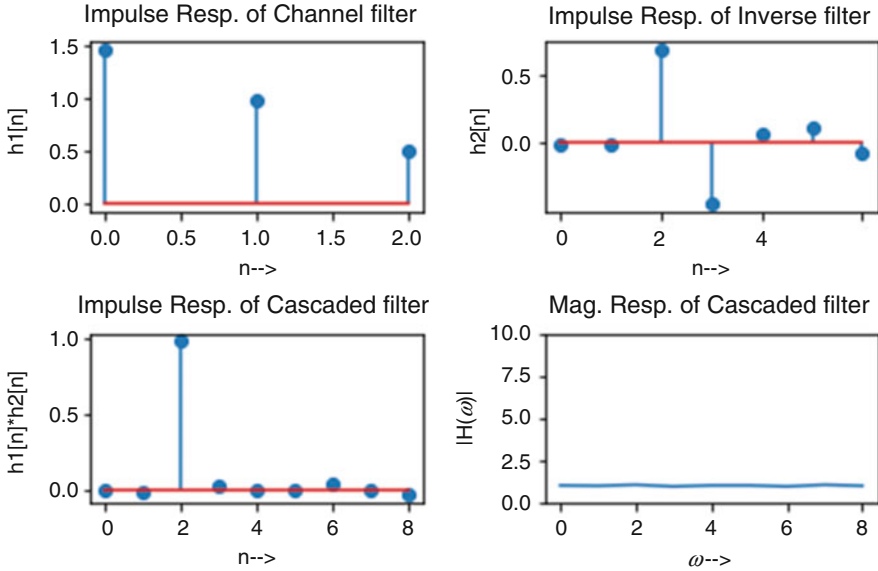 Impulse Resp. of Channel filter
h1[n]
1.5
1.0
0.5
0.0
0.0 0.5 1.0 1.5 2.0
n-->
Impulse Resp. of Inverse filter
h2[n]
0.5
0.0
0 2 4
n-->
Impulse Resp. of Cascaded filter
h1[n]*h2[n]
1.0
0.5
0.0
0 2 4 6 8
n-->
Mag. Resp. of Cascaded filter
|H(ω)|
10.0
7.5
5.0
2.5
0.0
0 2 4 6 8
ω-->